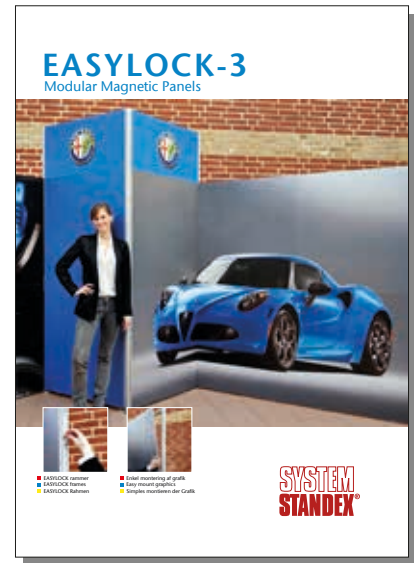 EASYLOCK-3
Modular Magnetic Panels
EASYLOCK rammer
EASYLOCK frames
EASYLOCK Rahmen
Enkel montering af grafik
Easy mount graphics
Simples montieren der Grafik
SYSTEM
STANDEX®